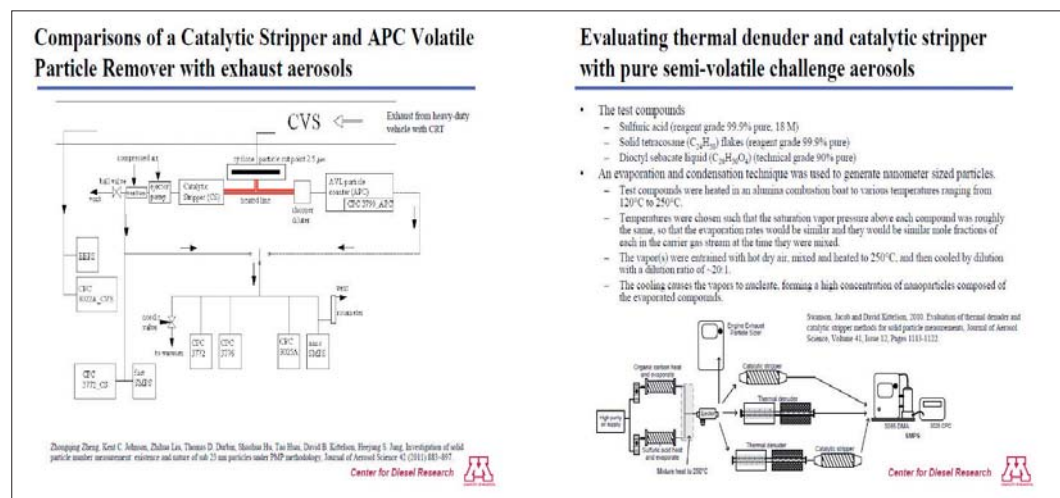 Comparisons of a Catalytic Stripper and APC Volatile
Particle Remover with exhaust aerosols
CVS
Exhaust from heavy-duty
vehicle with CRT
cyclone, particle cut point 2.5 μm
compressed air
ball valve
ejector
pump
Catalytic
Stripper (CS)
heated line
chopper
diluter
AVL particle
counter (APC)
EEPS
CPC
vent
needle
valve
to vacuum
CPC
3772
CPC
CPC
3025A
nano
SMPS
CPC
fast
SMPS
Zhongqing Zheng, Kent C. Johnson, Zhihua Liu, Thomas D. Durbin, Shaohua Hu, Tao Huai, David B. Kittelson, Heejung S. Jung, Investigation of solid
particle number measurement: existence and nature of sub 23 nm particles under PMP methodology, Journal of Aerosol Science 42 (2011) 883–897
Center for Diesel Research
Evaluating thermal denuder and catalytic stripper
with pure semi-volatile challenge aerosols
• The test compounds
– Sulfuric acid (reagent grade 99.9% pure, 18 M)
– Solid tetracosane (C24H50) flakes (reagent grade 99.9% pure)
– Dioctyl sebacate liquid (C26H50O4) (technical grade 90% pure)
• An evaporation and condensation technique was used to generate nanometer sized particles.
– Test compounds were heated in an alumina combustion boat to various temperatures ranging from
120°C to 250°C.
– Temperatures were chosen such that the saturation vapor pressure above each compound was roughly
the same, so that the evaporation rates would be similar and they would be similar mole fractions of
each in the carrier gas stream at the time they were mixed.
– The vapor(s) were entrained with hot dry air, mixed and heated to 250°C, and then cooled by dilution
with a dilution ratio of ~20:1.
– The cooling causes the vapors to nucleate, forming a high concentration of nanoparticles composed of
the evaporated compounds.
Swanson, Jacob and David Kittelson, 2010. Evaluation of thermal denuder and
catalytic stripper methods for solid particle measurements, Journal of Aerosol
Science, Volume 41, Issue 12, Pages 1113-1122
Engine Exhaust
Particle Sizer
Organic carbon heat
and evaporate
Catalytic stripper
High purity
air supply
Ejector
Thermal denuder
Sulfuric acid heat
and evaporate
Thermal denuder
Catalytic stripper
Mixture heat to 250°C
SMPS
3025 CPC
Center for Diesel Research